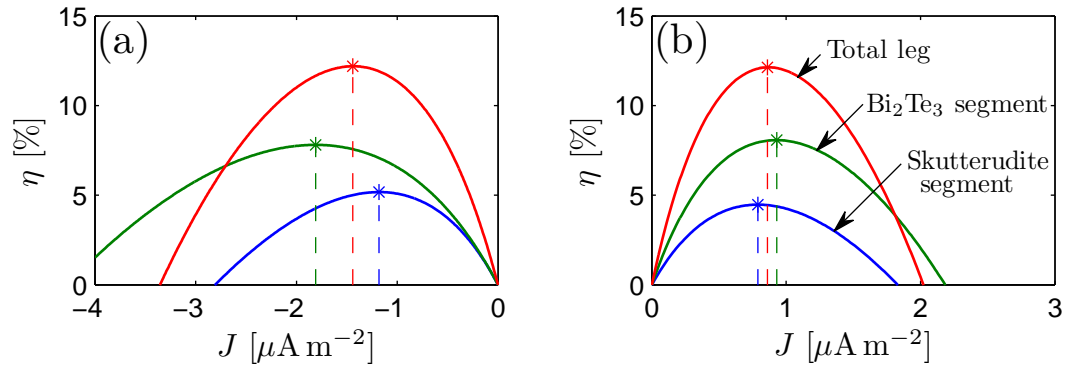 (a)
15
10
5
0
η [%]
−4 −3 −2 −1 0
J [μA m⁻²]
(b)
15
10
5
0
η [%]
Total leg
Bi₂Te₃ segment
Skutterudite
segment
0 1 2 3
J [μA m⁻²]